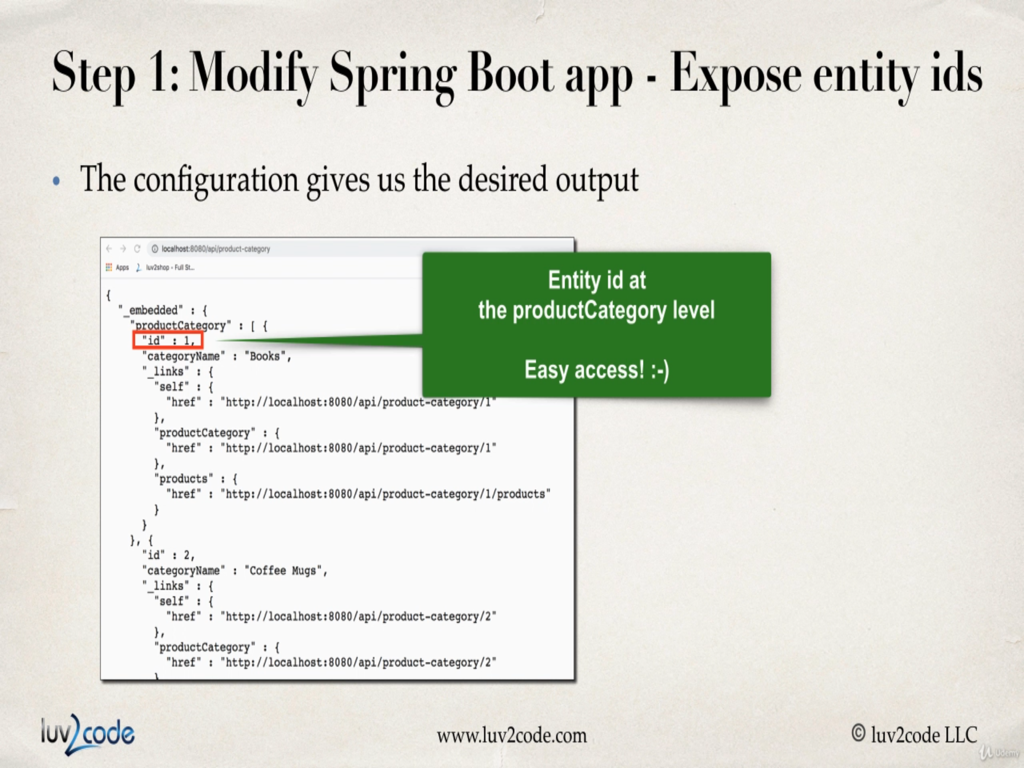 Step 1: Modify Spring Boot app - Expose entity ids
• The configuration gives us the desired output
localhost:8080/api/product-category
Apps luv2shop - Full St...
{
"_embedded" : {
"productCategory" : [ {
"id" : 1,
"categoryName" : "Books",
"_links" : {
"self" : {
"href" : "http://localhost:8080/api/product-category/1"
},
"productCategory" : {
"href" : "http://localhost:8080/api/product-category/1"
},
"products" : {
"href" : "http://localhost:8080/api/product-category/1/products"
}
}
}, {
"id" : 2,
"categoryName" : "Coffee Mugs",
"_links" : {
"self" : {
"href" : "http://localhost:8080/api/product-category/2"
},
"productCategory" : {
"href" : "http://localhost:8080/api/product-category/2"
}
Entity id at
the productCategory level
Easy access! :-)
luv2code
www.luv2code.com
© luv2code LLC
Udemy